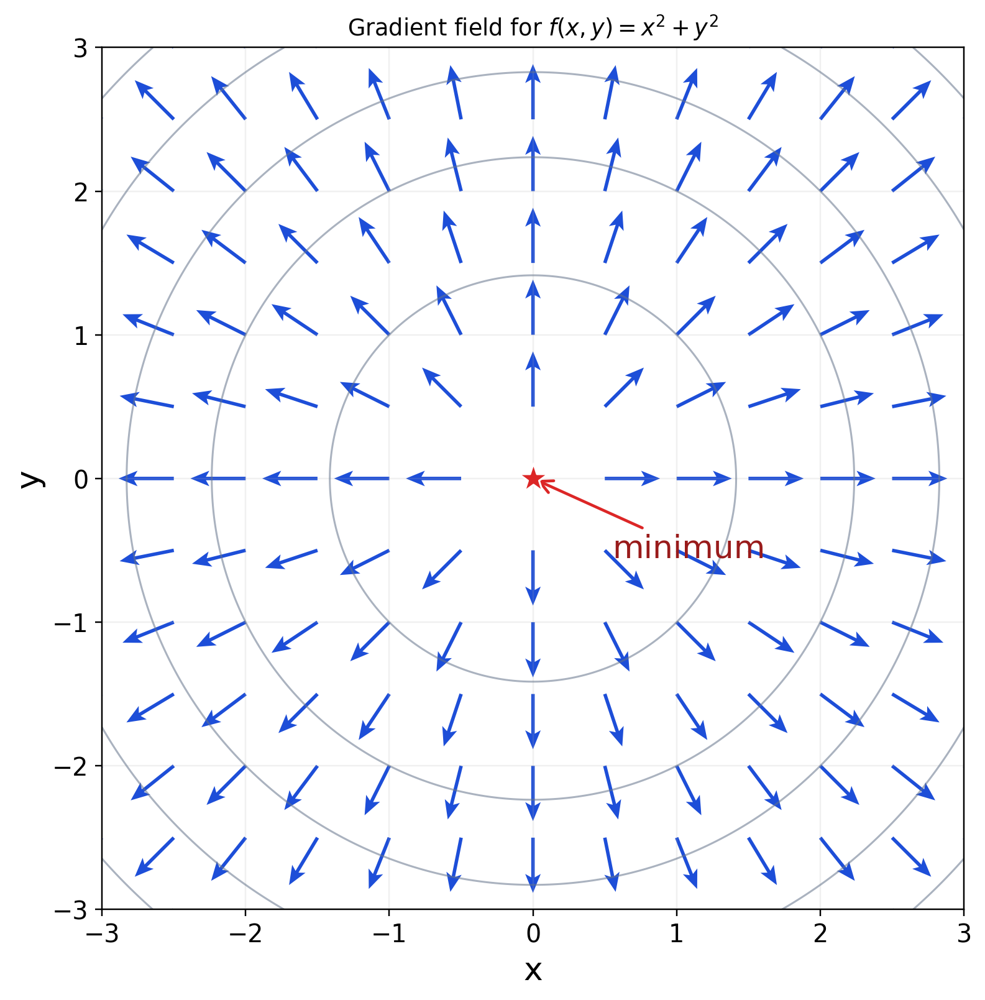 Gradient field for f(x, y) = x² + y²
3
2
1
0
−1
−2
−3
y
minimum
−3 −2 −1 0 1 2 3
x